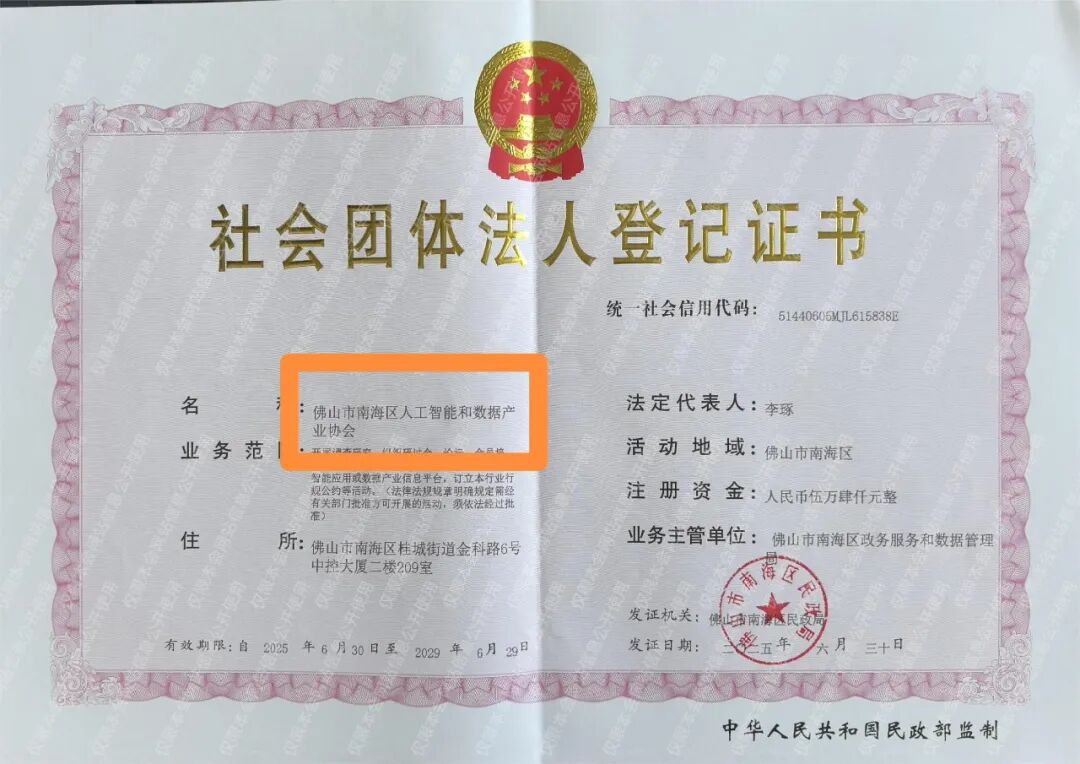 社会团体法人登记证书
统一社会信用代码: 51440605MJL615838E
名 称: 佛山市南海区人工智能和数据产
业协会
业务范围
智能应用或数据产业信息平台，订立本行业行
规公约等活动。（法律法规规章明确规定需经
有关部门批准方可开展的活动，须依法经过批
准）
住 所: 佛山市南海区桂城街道金科路6号
中控大厦二楼209室
法定代表人: 李琢
活动地域: 佛山市南海区
注册资金: 人民币伍万肆仟元整
业务主管单位: 佛山市南海区政务服务和数据管理
局
发证机关: 佛山市南海区民政局
发证日期: 二〇二五年 六月 三十日
佛山市南海区民政局
有效期限: 自 2025 年 6 月 30 日至 2029 年 6 月 29 日
中华人民共和国民政部监制